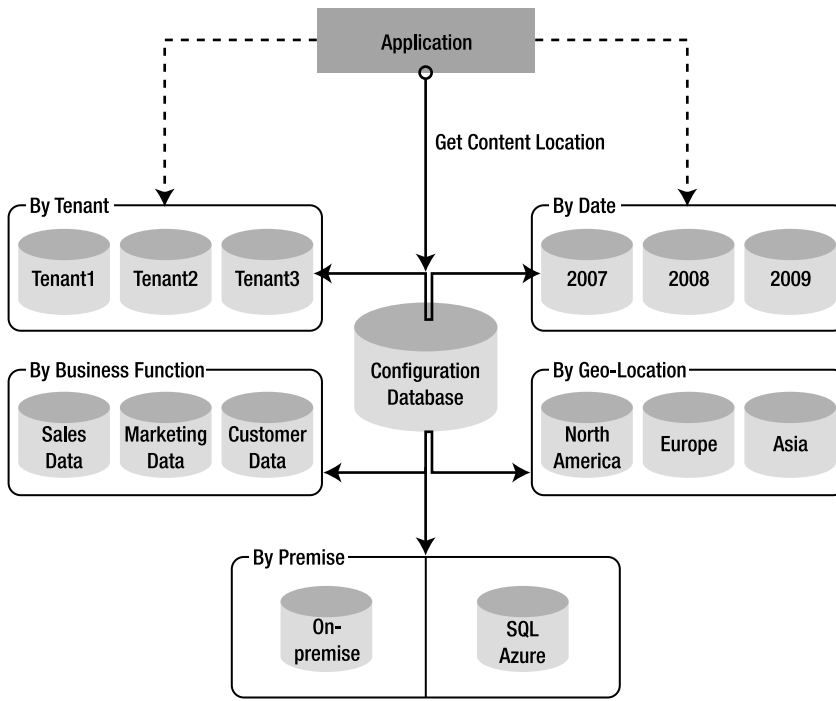 Application
Get Content Location
By Tenant
Tenant1
Tenant2
Tenant3
By Date
2007
2008
2009
Configuration
Database
By Business Function
Sales
Data
Marketing
Data
Customer
Data
By Geo-Location
North
America
Europe
Asia
By Premise
On-
premise
SQL
Azure